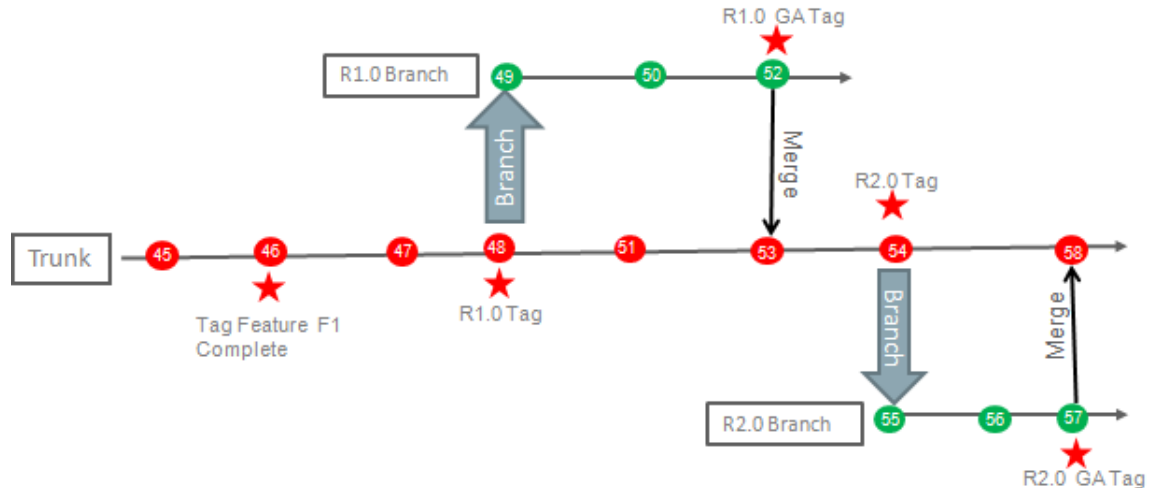 R1.0 GA Tag
R1.0 Branch
49
50
52
Branch
Merge
R2.0 Tag
Trunk
45
46
47
48
51
53
54
58
Tag Feature F1
Complete
R1.0 Tag
Branch
Merge
R2.0 Branch
55
56
57
R2.0 GA Tag